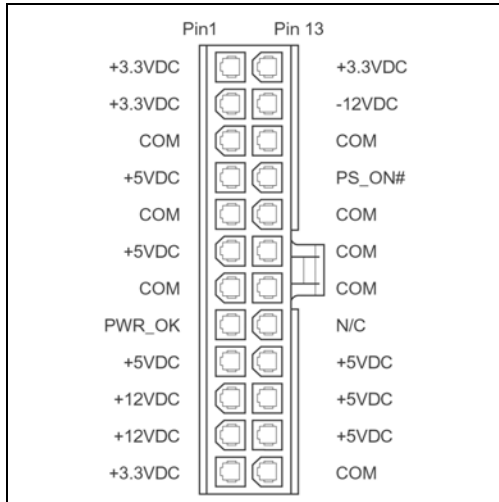 Pin1 Pin 13
+3.3VDC +3.3VDC
+3.3VDC -12VDC
COM COM
+5VDC PS_ON#
COM COM
+5VDC COM
COM COM
PWR_OK N/C
+5VDC +5VDC
+12VDC +5VDC
+12VDC +5VDC
+3.3VDC COM